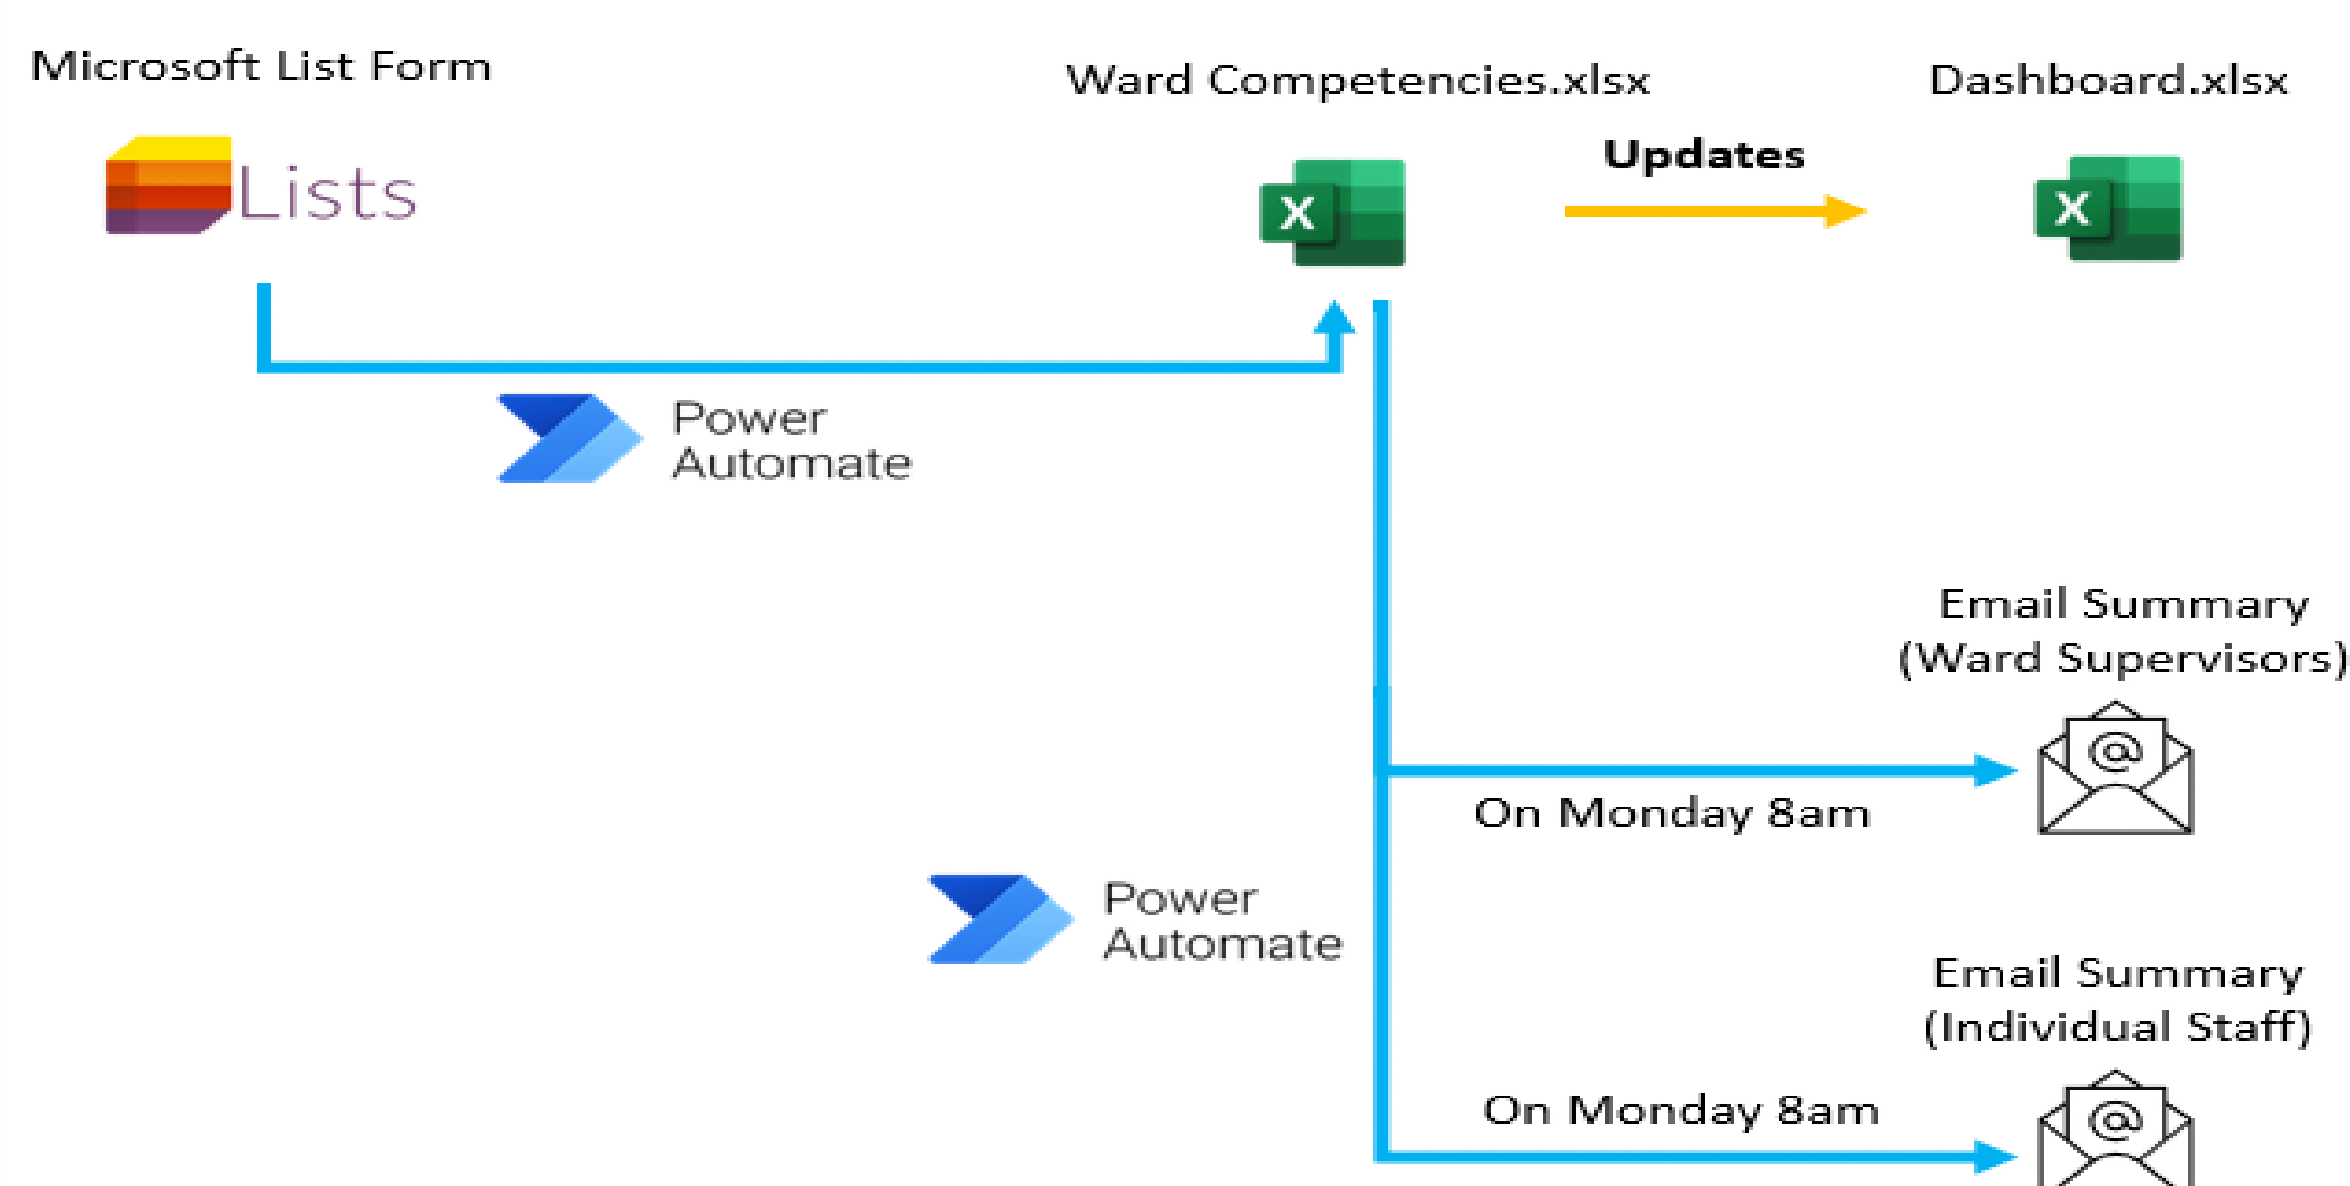 Microsoft List Form
Ward Competencies.xlsx
Dashboard.xlsx
Lists
Updates
X
X
Power
Automate
Email Summary
(Ward Supervisors)
@
On Monday 8am
Power
Automate
Email Summary
(Individual Staff)
@
On Monday 8am